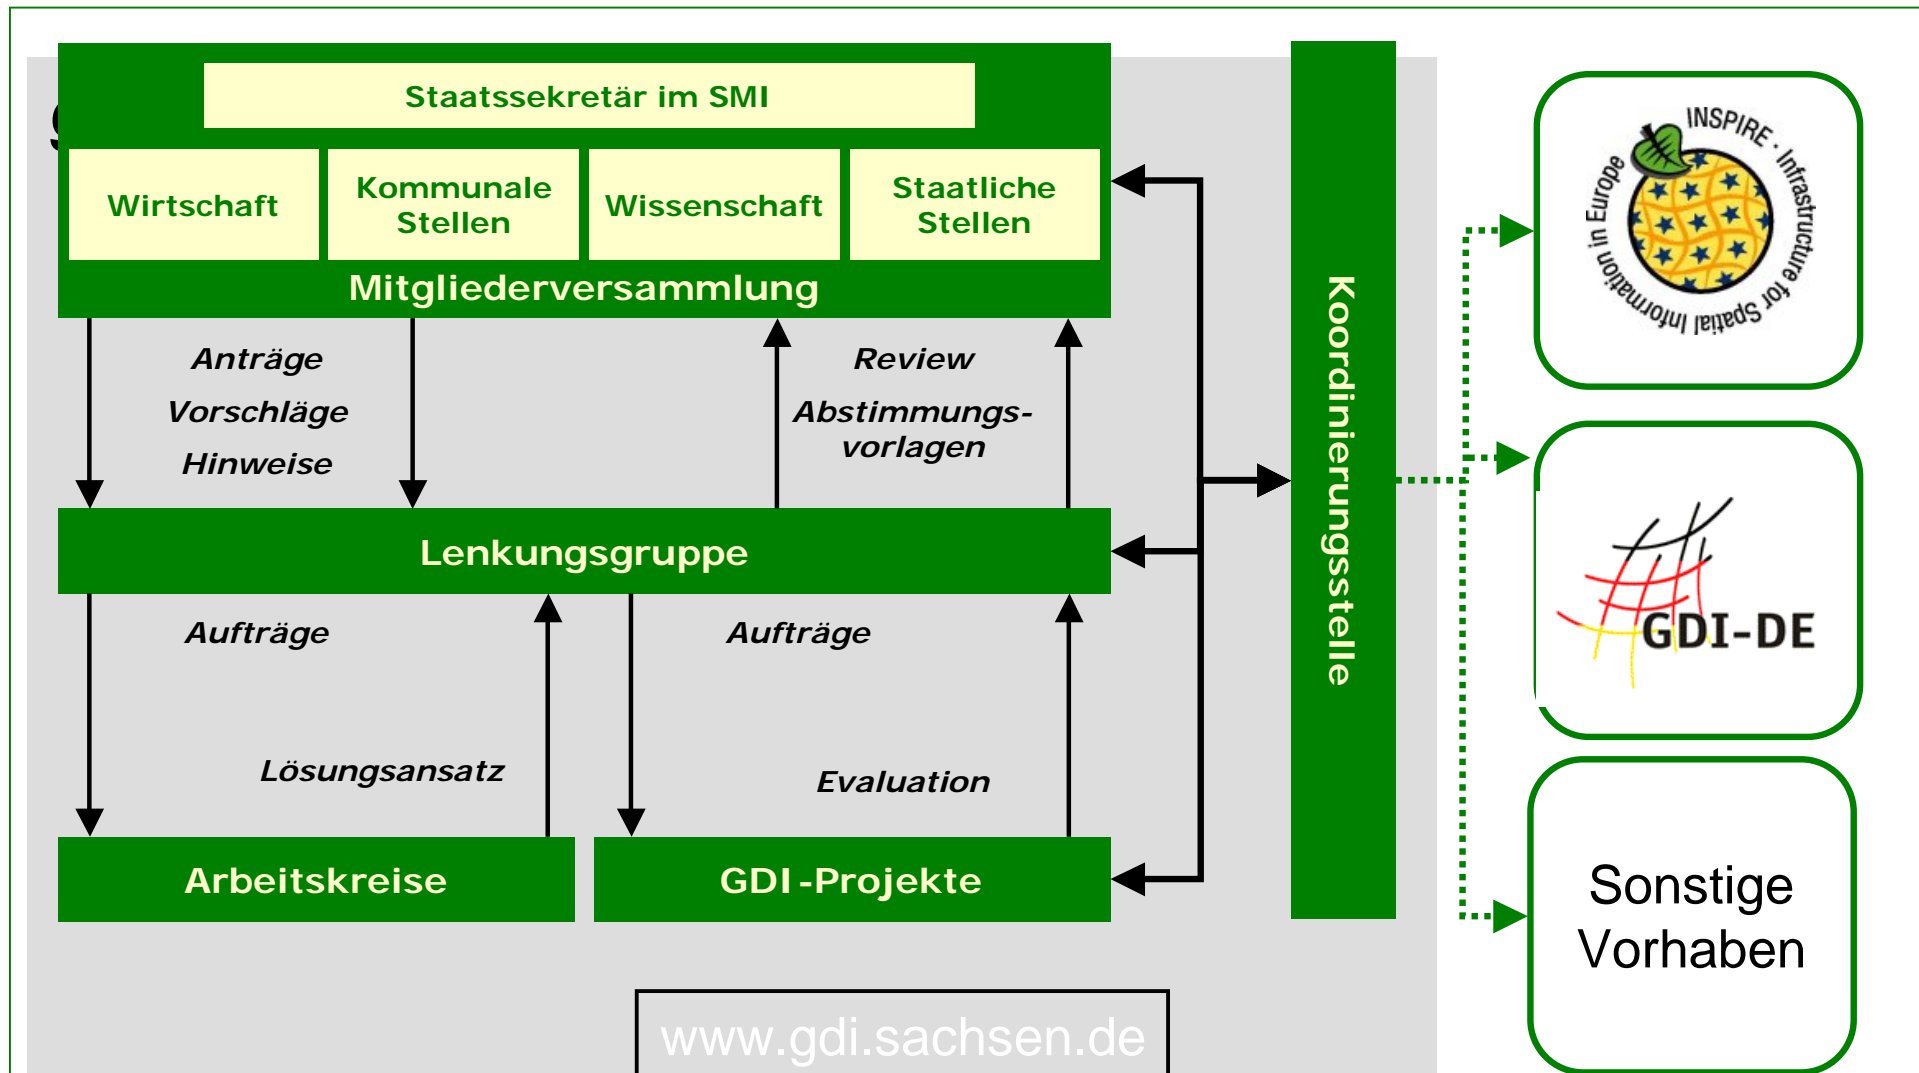 Staatssekretär im SMI
Wirtschaft
Kommunale
Stellen
Wissenschaft
Staatliche
Stellen
Mitgliederversammlung
Anträge
Vorschläge
Hinweise
Review
Abstimmungs-
vorlagen
Lenkungsgruppe
Aufträge
Aufträge
Lösungsansatz
Evaluation
Arbeitskreise
GDI-Projekte
Koordinierungsstelle
INSPIRE · Infrastructure for Spatial Information in Europe
GDI-DE
Sonstige
Vorhaben
www.gdi.sachsen.de